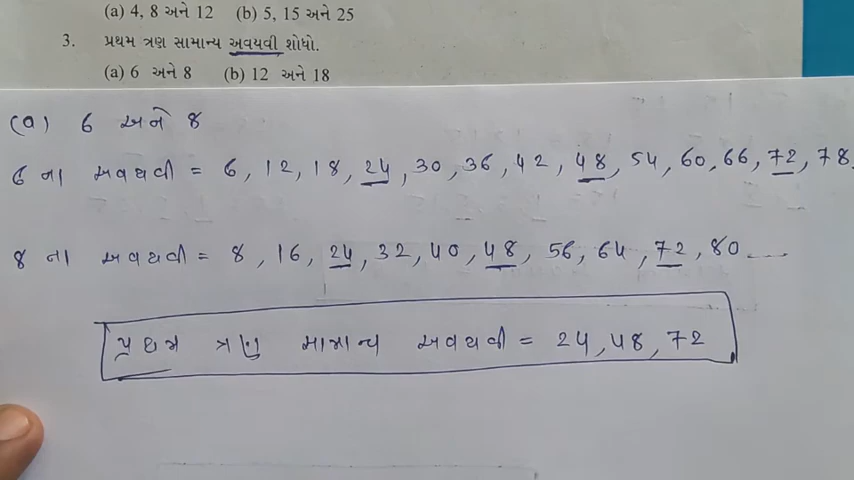 (a) 4, 8 અને 12 (b) 5, 15 અને 25
3. પ્રથમ ત્રણ સામાન્ય અવયવી શોધો.
(a) 6 અને 8 (b) 12 અને 18
(a) 6 અને 8
6 ના અવયવી = 6, 12, 18, 24, 30, 36, 42, 48, 54, 60, 66, 72, 78.
8 ના અવયવી = 8, 16, 24, 32, 40, 48, 56, 64, 72, 80 ----
પ્રથમ ત્રણ સામાન્ય અવયવી = 24, 48, 72